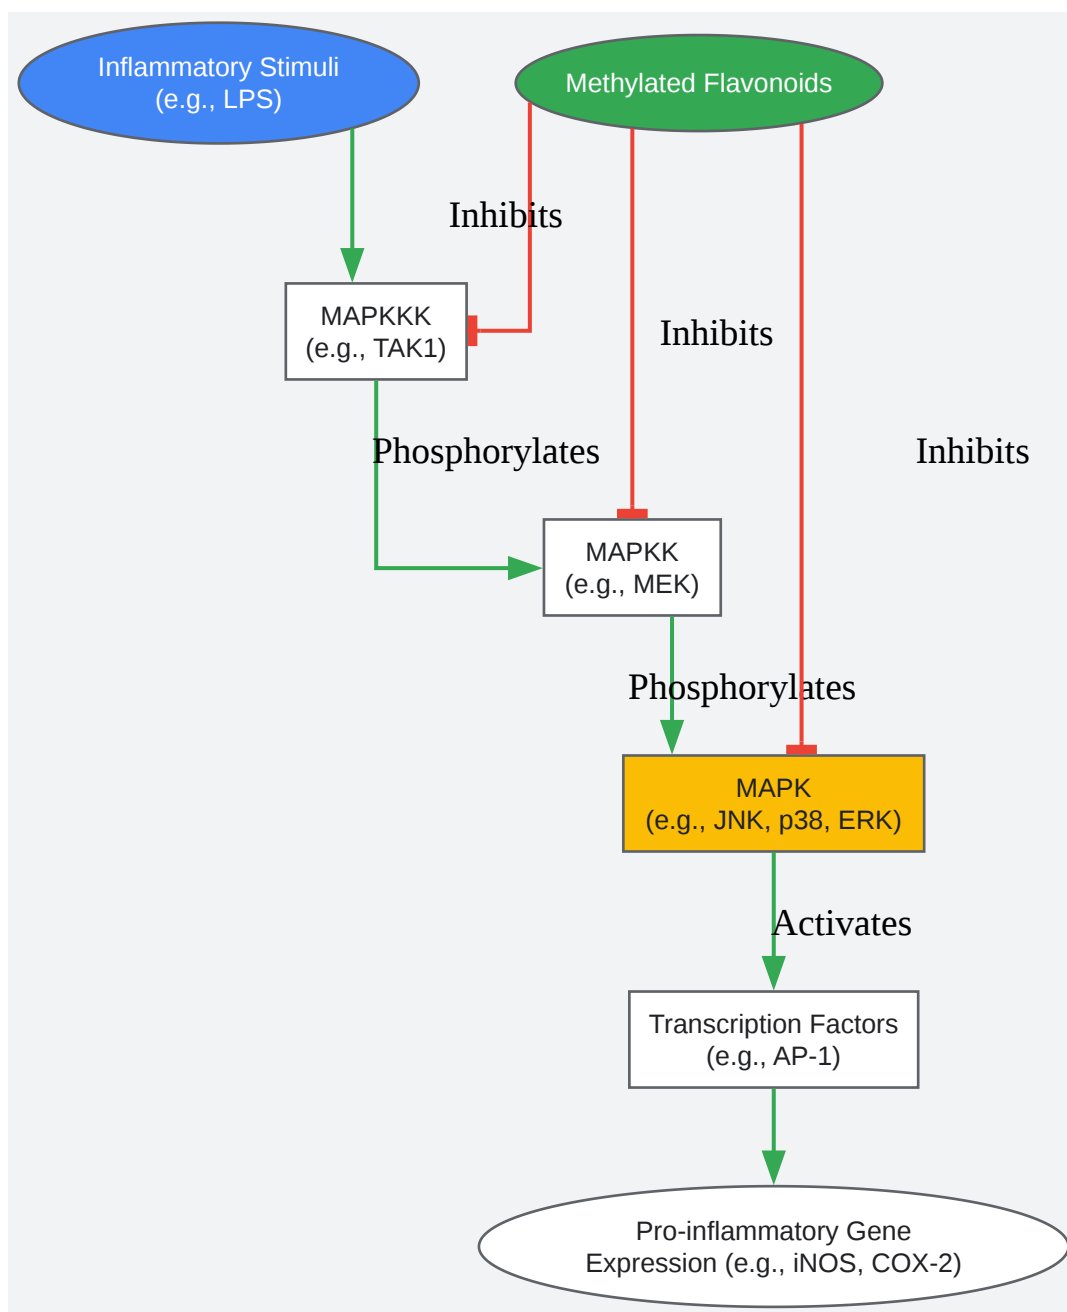 Inflammatory Stimuli
(e.g., LPS)
Methylated Flavonoids
Inhibits
MAPKKK
(e.g., TAK1)
Inhibits
Phosphorylates
Inhibits
MAPKK
(e.g., MEK)
Phosphorylates
MAPK
(e.g., JNK, p38, ERK)
Activates
Transcription Factors
(e.g., AP-1)
Pro-inflammatory Gene
Expression (e.g., iNOS, COX-2)